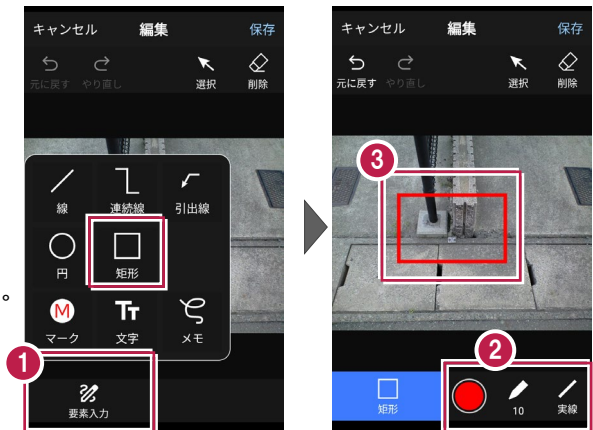 キャンセル 編集 保存
元に戻す やり直し 選択 削除
線 連続線 引出線
円 矩形
M Tт
マーク 文字 メモ
1
要素入力
。
キャンセル 編集 保存
元に戻す やり直し 選択 削除
3
2
矩形 10 実線